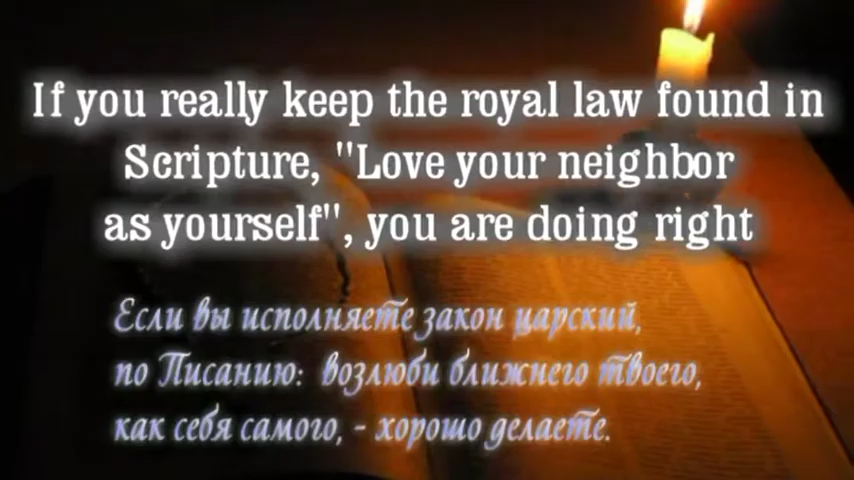 If you really keep the royal law found in
Scripture, "Love your neighbor
as yourself", you are doing right
Если вы исполняете закон царский,
по Писанию: возлюби ближнего твоего,
как себя самого, - хорошо делаете.